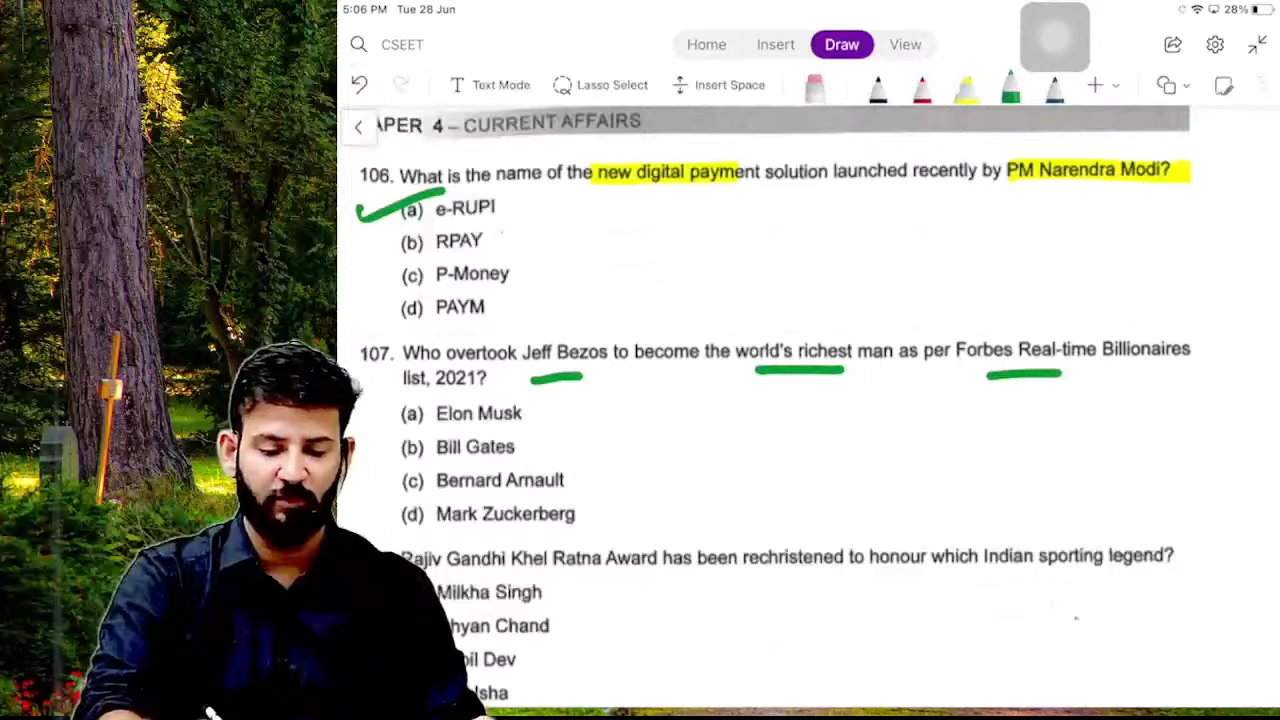 5:06 PM Tue 28 Jun
28%
CSEET
Home Insert Draw View
Text Mode Lasso Select Insert Space
APER 4 – CURRENT AFFAIRS
106. What is the name of the new digital payment solution launched recently by PM Narendra Modi?
(a) e-RUPI
(b) RPAY
(c) P-Money
(d) PAYM
107. Who overtook Jeff Bezos to become the world's richest man as per Forbes Real-time Billionaires
list, 2021?
(a) Elon Musk
(b) Bill Gates
(c) Bernard Arnault
(d) Mark Zuckerberg
Rajiv Gandhi Khel Ratna Award has been rechristened to honour which Indian sporting legend?
Milkha Singh
hyan Chand
il Dev
Isha